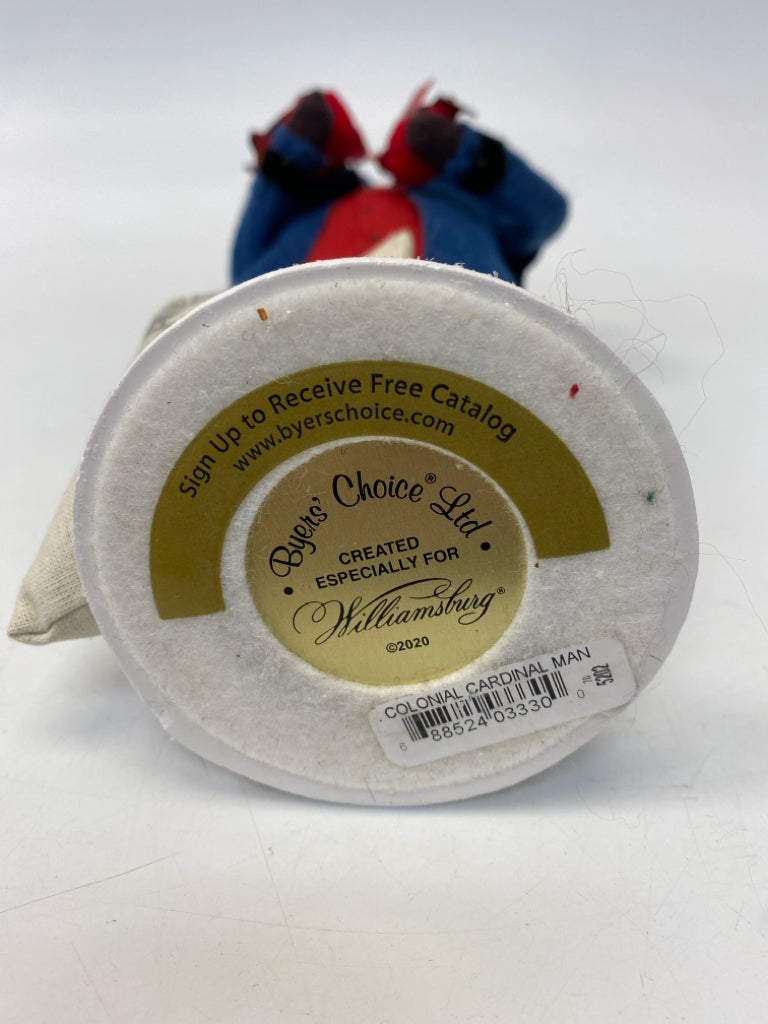 Sign Up to Receive Free Catalog
www.byerschoice.com
Byers' Choice® Ltd
CREATED
ESPECIALLY FOR
Williamsburg®
©2020
COLONIAL CARDINAL MAN
6 88524 03330 0